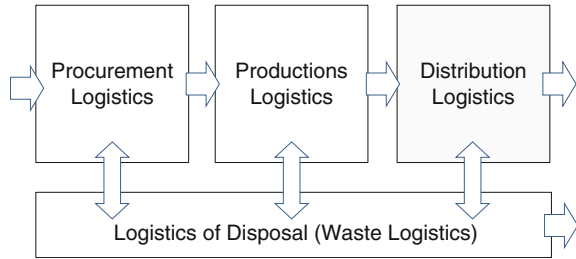 Procurement
Logistics
Productions
Logistics
Distribution
Logistics
Logistics of Disposal (Waste Logistics)